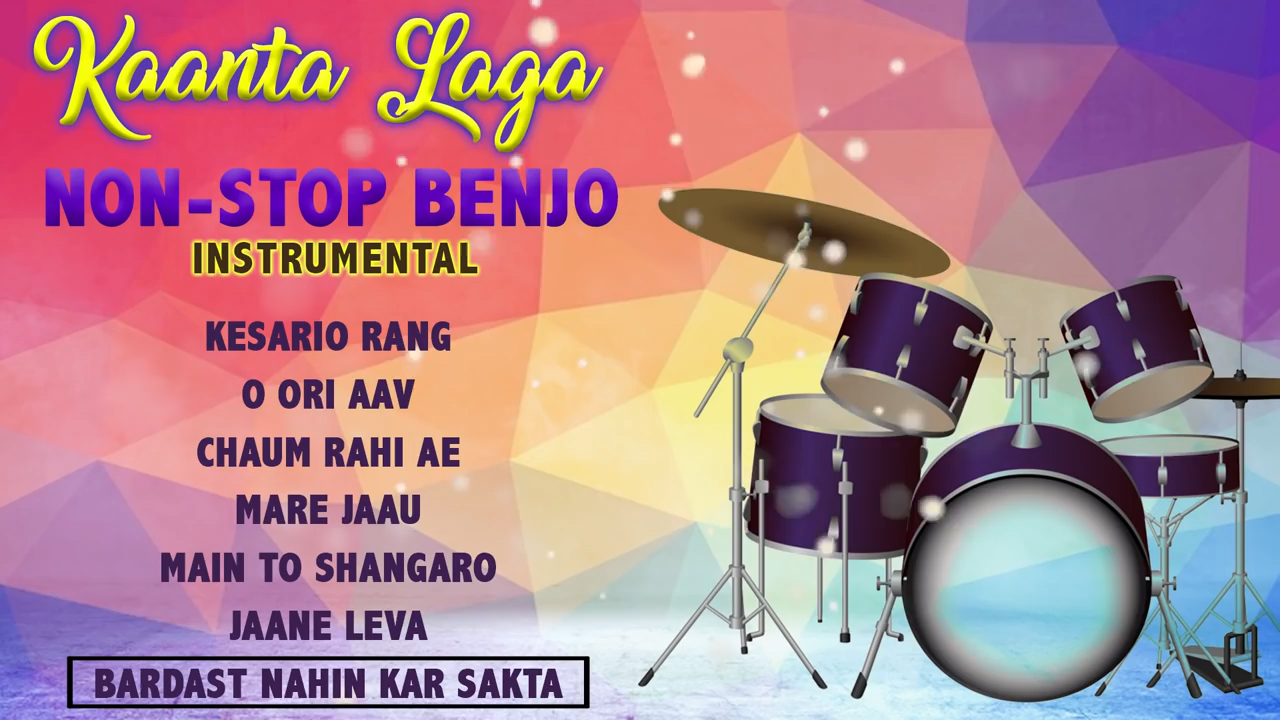 Kaanta Laga
NON-STOP BENJO
INSTRUMENTAL
KESARIO RANG
O ORI AAV
CHAUM RAHI AE
MARE JAAU
MAIN TO SHANGARO
JAANE LEVA
BARDAST NAHIN KAR SAKTA